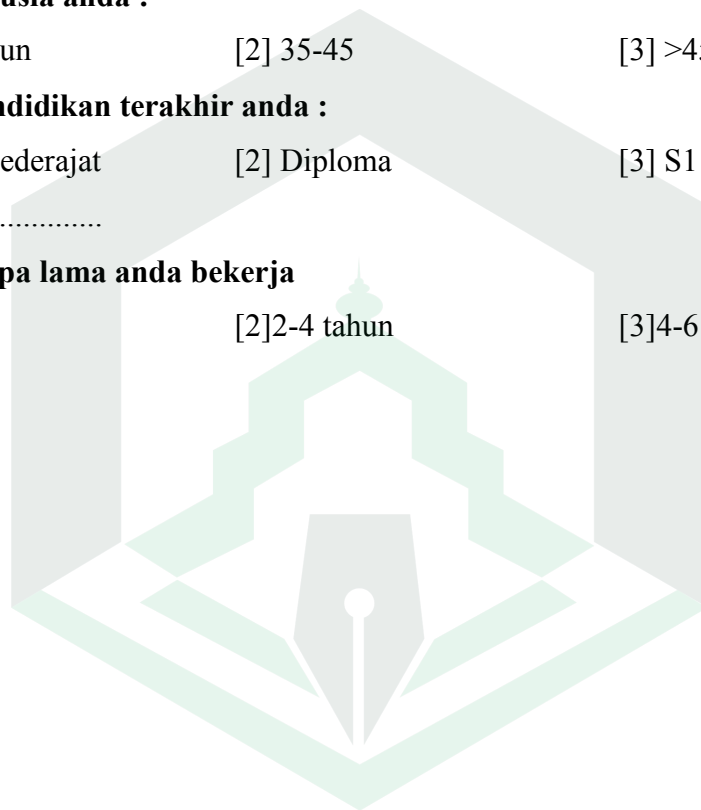 usia anda :
un [2] 35-45 [3] >4
ndidikan terakhir anda :
ederajat [2] Diploma [3] S1
.............
pa lama anda bekerja
[2]2-4 tahun [3]4-6